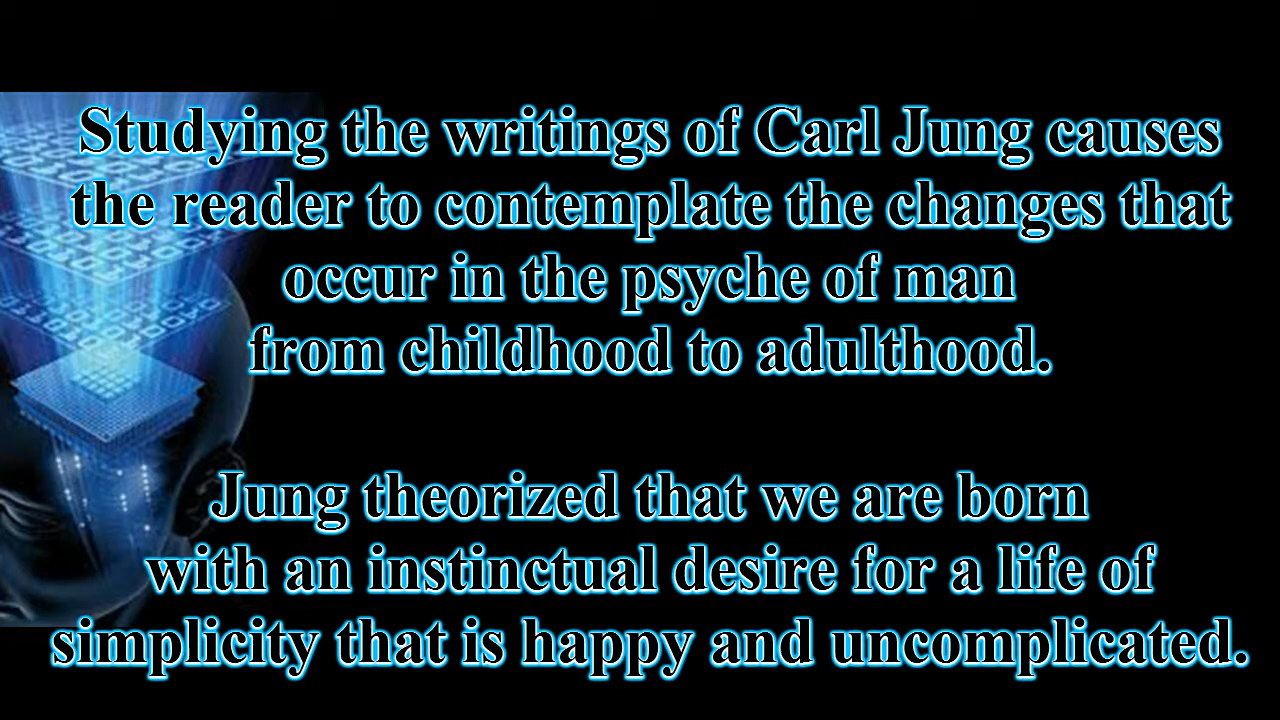 Studying the writings of Carl Jung causes
the reader to contemplate the changes that
occur in the psyche of man
from childhood to adulthood.
Jung theorized that we are born
with an instinctual desire for a life of
simplicity that is happy and uncomplicated.